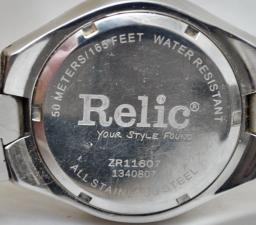 50 METERS/165 FEET WATER RESISTANT
Relic®
YOUR STYLE FOUND
ZR11607
1340807
ALL STAINLESS STEEL